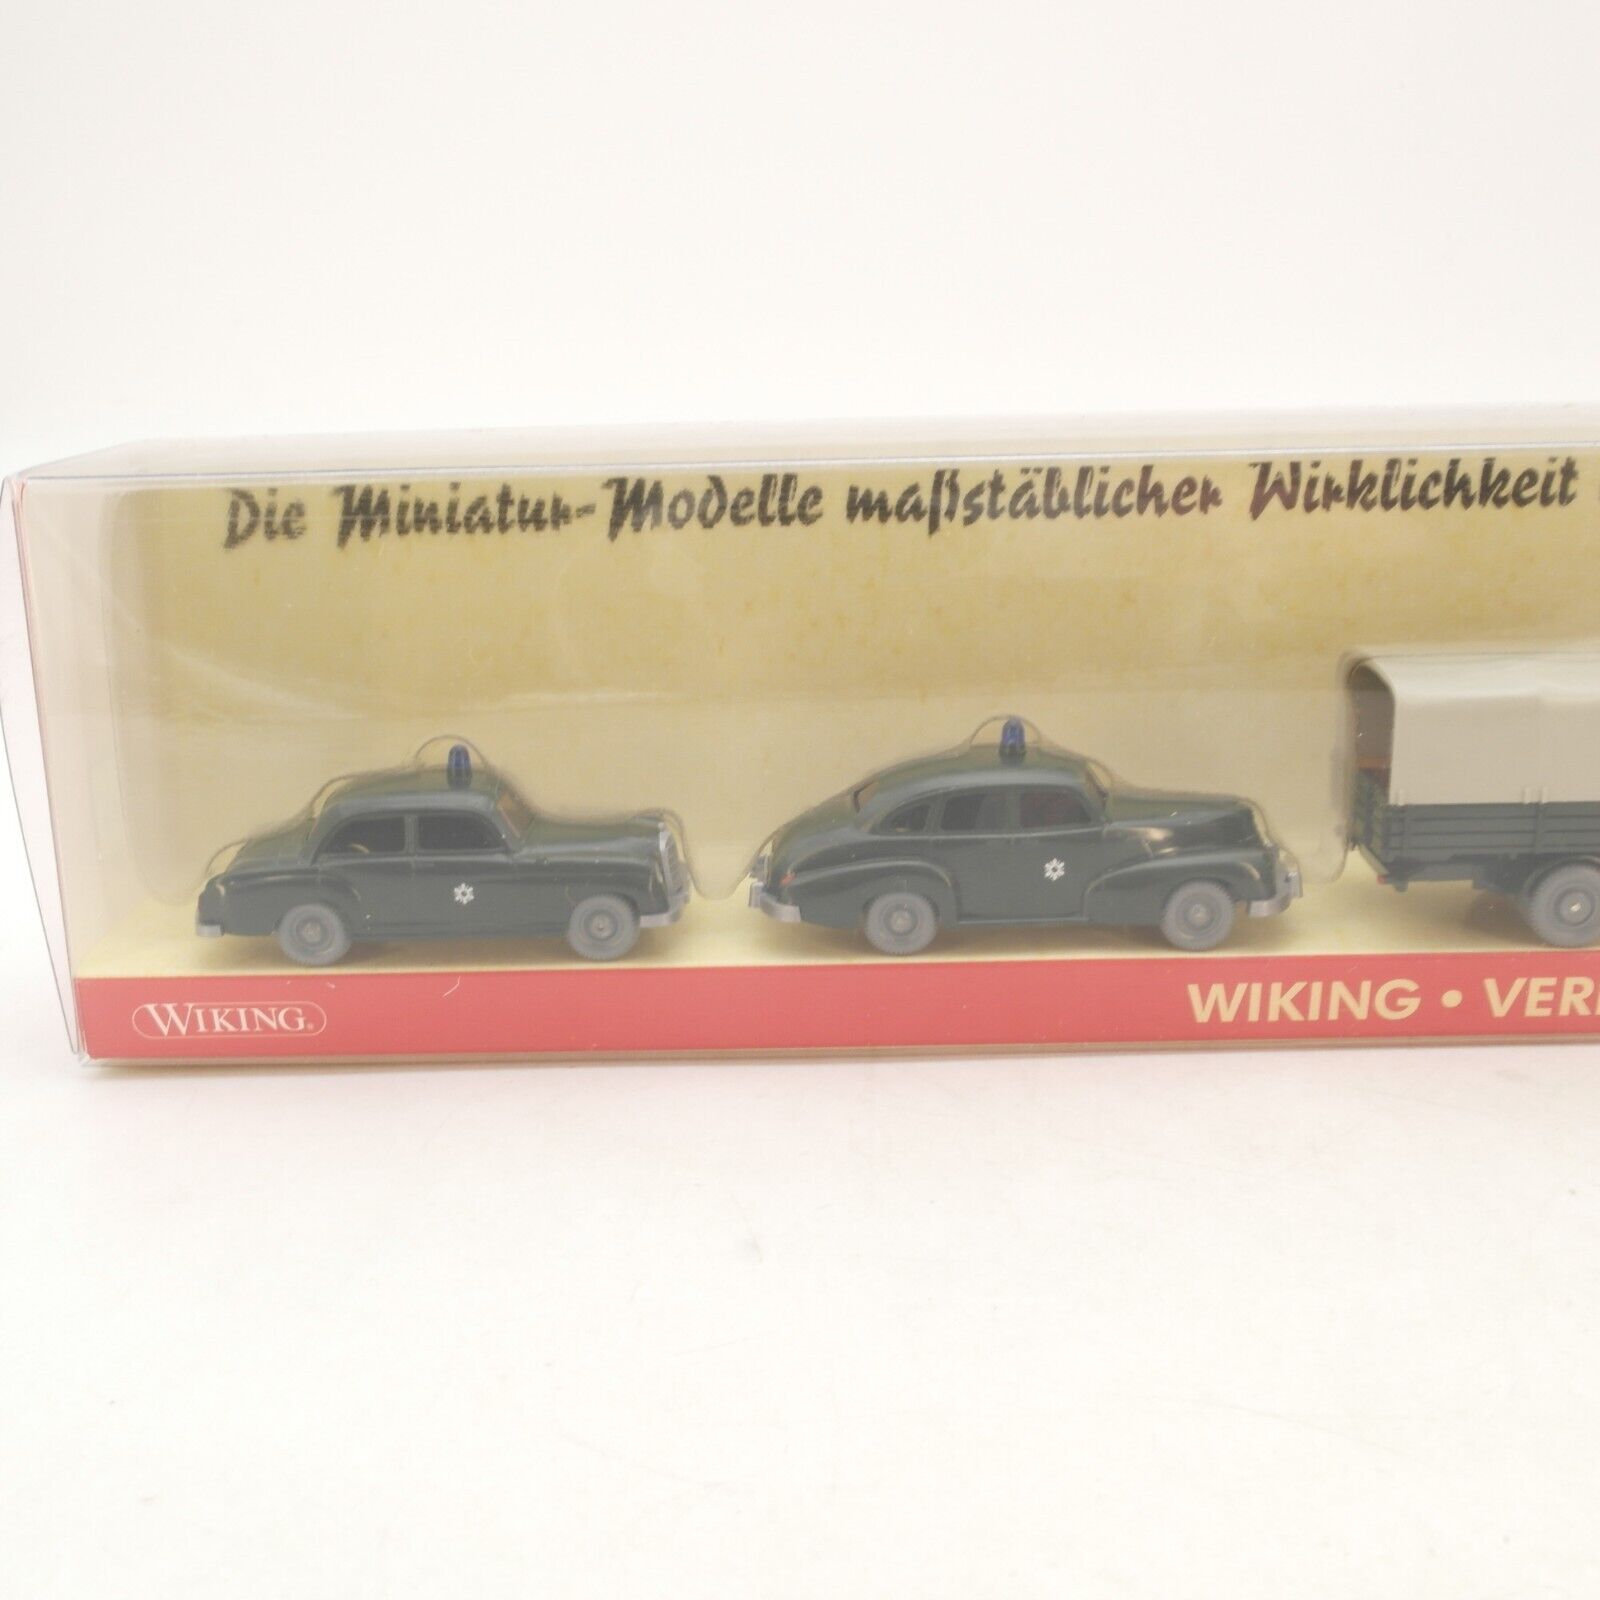 Die Miniatur-Modelle maßstäblicher Wirklichkeit
WIKING®
WIKING • VER